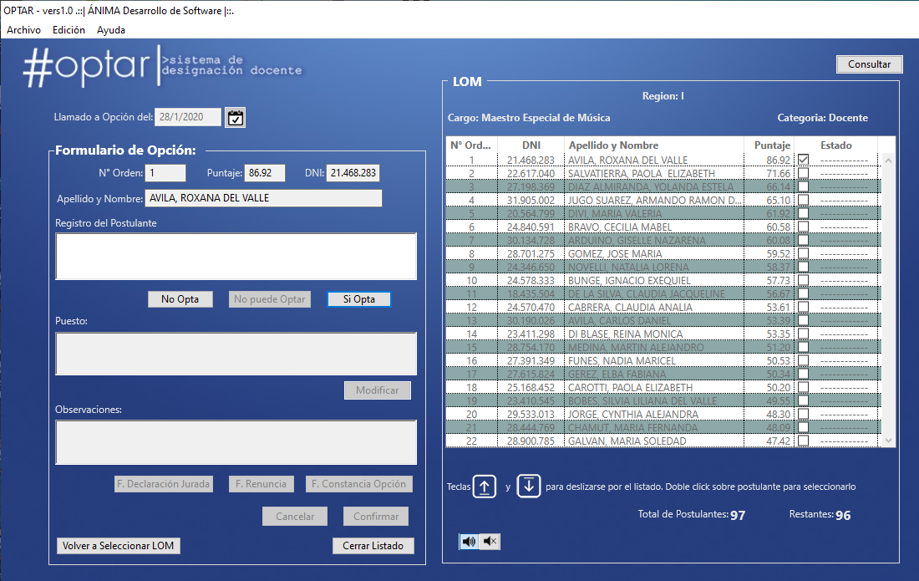 OPTAR - vers1.0 .::| ÁNIMA Desarrollo de Software |::.
Archivo Edición Ayuda
#optar >sistema de
designación docente
Consultar
Llamado a Opción del: 28/1/2020
Formulario de Opción:
N° Orden: 1 Puntaje: 86.92 DNI: 21.468.283
Apellido y Nombre: AVILA, ROXANA DEL VALLE
Registro del Postulante
No Opta No puede Optar Si Opta
Puesto:
Modificar
Observaciones:
F. Declaración Jurada F. Renuncia F. Constancia Opción
Cancelar Confirmar
Volver a Seleccionar LOM Cerrar Listado
LOM
Region: I
Cargo: Maestro Especial de Música Categoria: Docente
N° Ord... DNI Apellido y Nombre Puntaje Estado
1 21.468.283 AVILA, ROXANA DEL VALLE 86.92 -----------
2 22.617.040 SALVATIERRA, PAOLA ELIZABETH 71.66 -----------
3 27.198.369 DIAZ ALMIRANDA, YOLANDA ESTELA 66.14 -----------
4 31.905.002 JUGO SUAREZ, ARMANDO RAMON D... 65.10 -----------
5 20.564.799 DIVI, MARIA VALERIA 61.92 -----------
6 24.840.591 BRAVO, CECILIA MABEL 60.58 -----------
7 30.134.728 ARDUINO, GISELLE NAZARENA 60.08 -----------
8 28.701.275 GOMEZ, JOSE MARIA 59.52 -----------
9 24.346.650 NOVELLI, NATALIA LORENA 58.37 -----------
10 24.578.333 BUNGE, IGNACIO EXEQUIEL 57.73 -----------
11 18.435.504 DE LA SILVA, CLAUDIA JACQUELINE 56.67 -----------
12 24.570.470 CABRERA, CLAUDIA ANALIA 53.61 -----------
13 30.190.026 AVILA, CARLOS DANIEL 53.39 -----------
14 23.411.298 DI BLASE, REINA MONICA 53.35 -----------
15 28.754.170 MEDINA, MARTIN ALEJANDRO 51.20 -----------
16 27.391.349 FUNES, NADIA MARICEL 50.53 -----------
17 27.615.824 GEREZ, ELBA FABIANA 50.34 -----------
18 25.168.452 CAROTTI, PAOLA ELIZABETH 50.20 -----------
19 23.410.545 BOBES, SILVIA LILIANA DEL VALLE 49.55 -----------
20 29.533.013 JORGE, CYNTHIA ALEJANDRA 48.30 -----------
21 28.444.769 CHAMUT, MARIA FERNANDA 48.09 -----------
22 28.900.785 GALVAN, MARIA SOLEDAD 47.42 -----------
Teclas y para deslizarse por el listado. Doble click sobre postulante para seleccionarlo
Total de Postulantes: 97 Restantes: 96